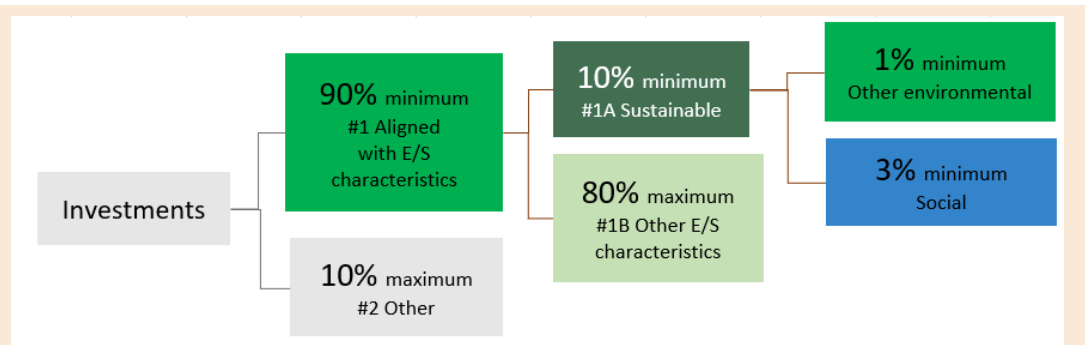 Investments
90% minimum
#1 Aligned
with E/S
characteristics
10% maximum
#2 Other
10% minimum
#1A Sustainable
80% maximum
#1B Other E/S
characteristics
1% minimum
Other environmental
3% minimum
Social